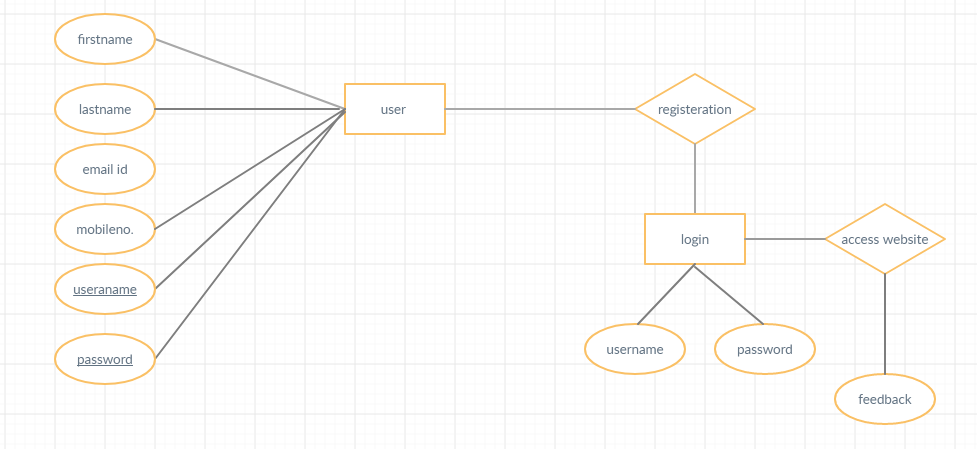 firstname
lastname
email id
mobileno.
useraname
password
user
registeration
login
access website
username
password
feedback